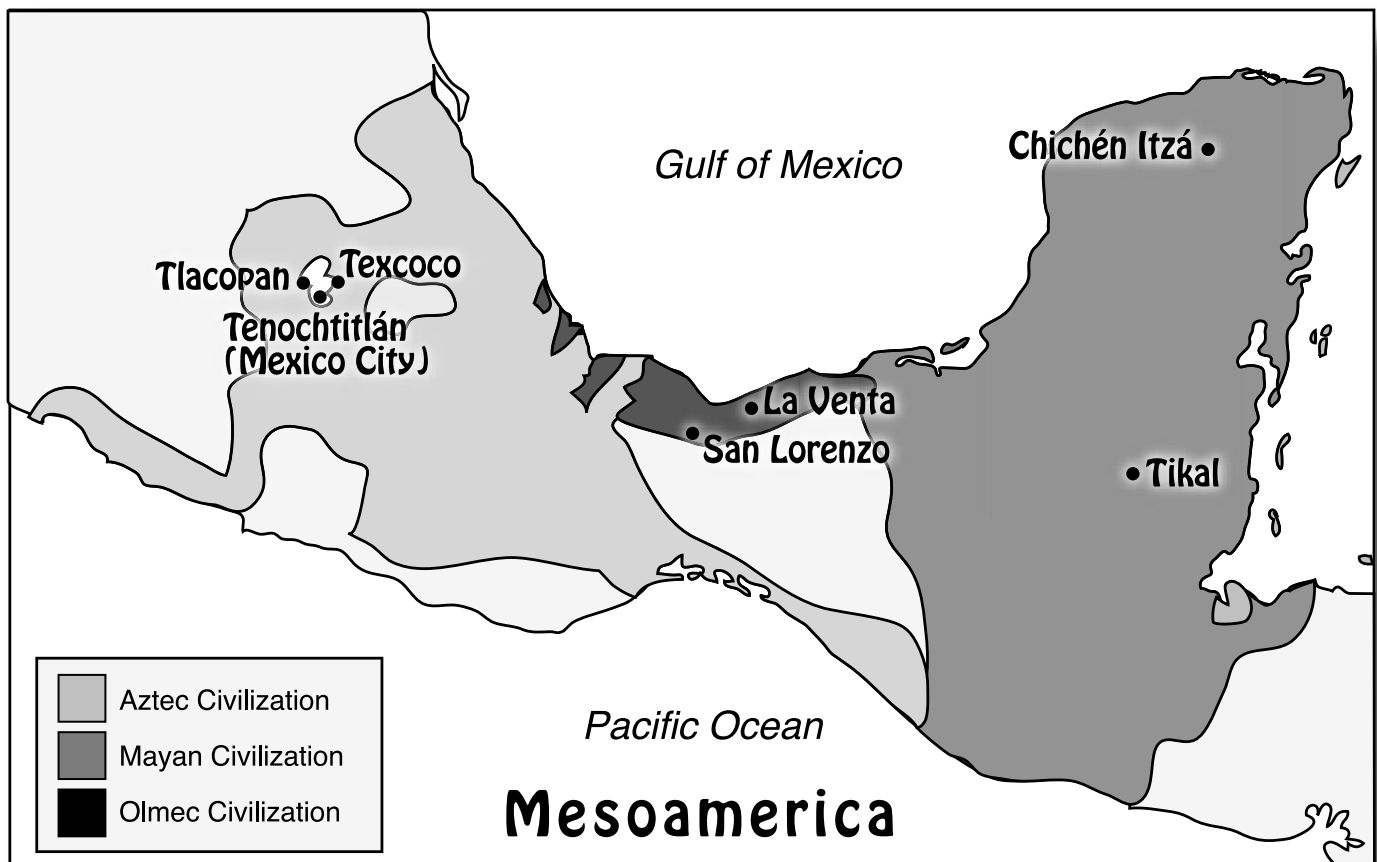 Gulf of Mexico
Chichén Itzá
Tlacopan
Texcoco
Tenochtitlán
(Mexico City)
La Venta
San Lorenzo
Tikal
Aztec Civilization
Mayan Civilization
Olmec Civilization
Pacific Ocean
Mesoamerica